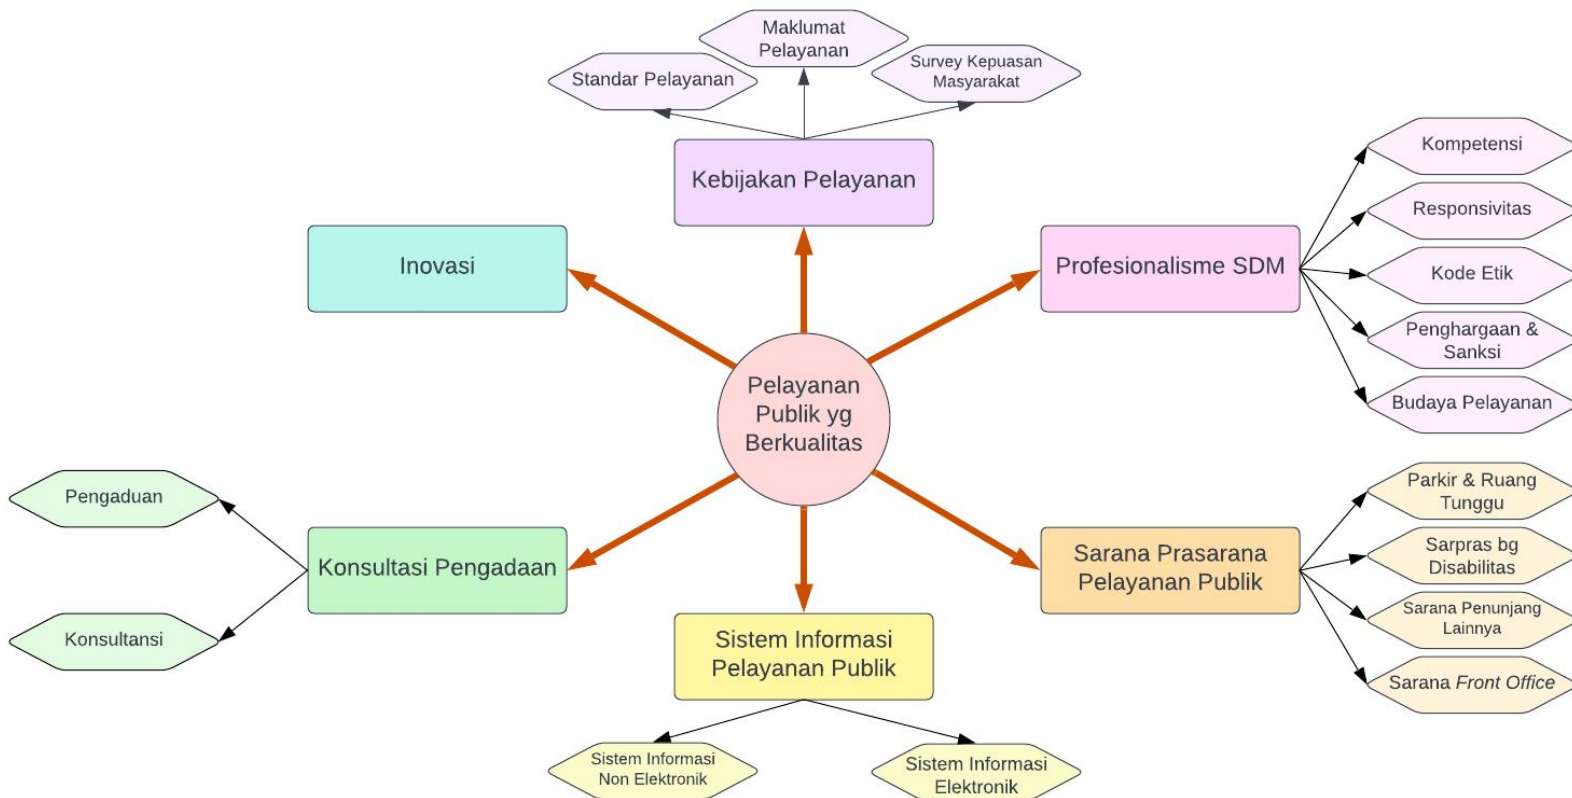 Maklumat
Pelayanan
Standar Pelayanan
Survey Kepuasan
Masyarakat
Kebijakan Pelayanan
Inovasi
Profesionalisme SDM
Kompetensi
Responsivitas
Kode Etik
Penghargaan &
Sanksi
Budaya Pelayanan
Pelayanan
Publik yg
Berkualitas
Pengaduan
Konsultasi Pengadaan
Konsultansi
Sarana Prasarana
Pelayanan Publik
Parkir & Ruang
Tunggu
Sarpras bg
Disabilitas
Sarana Penunjang
Lainnya
Sarana Front Office
Sistem Informasi
Pelayanan Publik
Sistem Informasi
Non Elektronik
Sistem Informasi
Elektronik